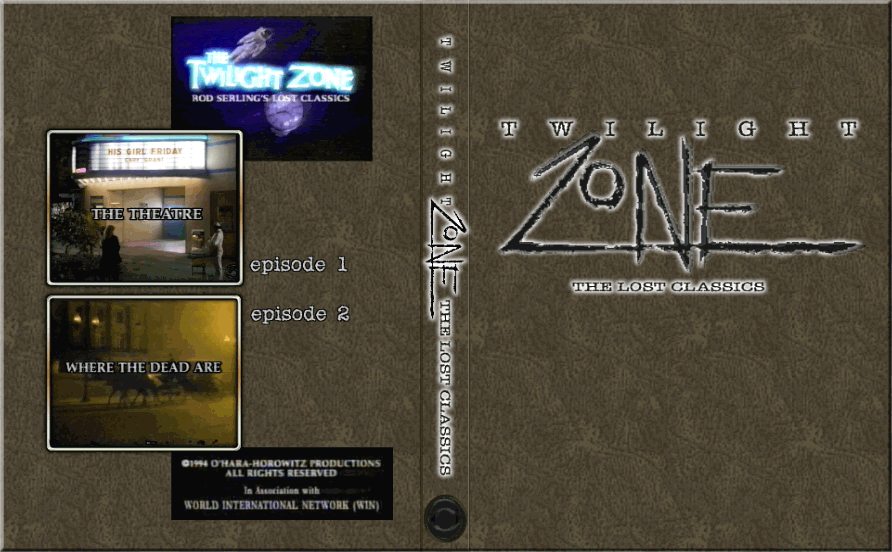 THE
TWILIGHT ZONE
ROD SERLING'S LOST CLASSICS
HIS GIRL FRIDAY
CARY GRANT
THE THEATRE
episode 1
episode 2
WHERE THE DEAD ARE
©1994 O'HARA-HOROWITZ PRODUCTIONS
ALL RIGHTS RESERVED
In Association with
WORLD INTERNATIONAL NETWORK (WIN)
TWILIGHT ZONE THE LOST CLASSICS
TWILIGHT
ZONE
THE LOST CLASSICS